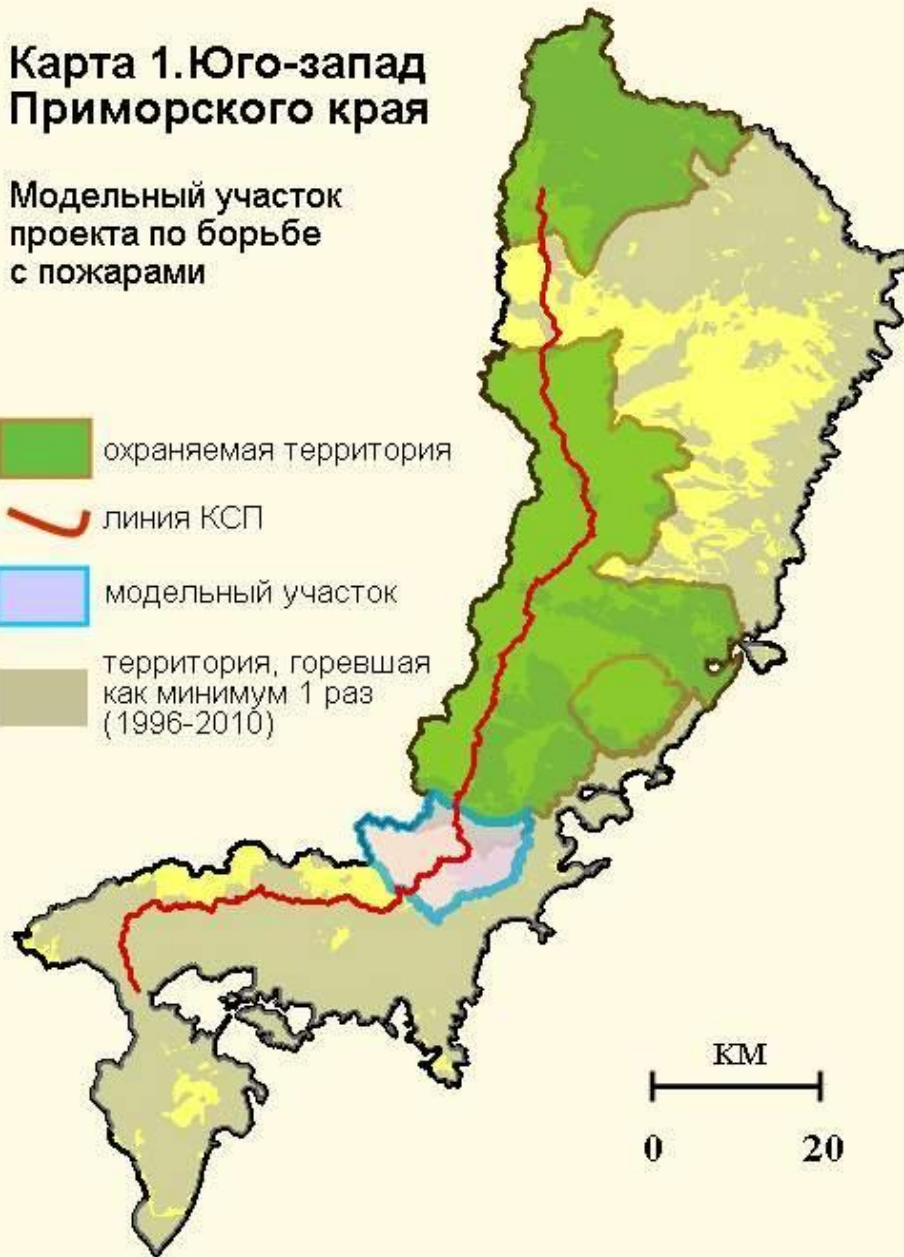 Карта 1.Юго-запад
Приморского края
Модельный участок
проекта по борьбе
с пожарами
охраняемая территория
линия КСП
модельный участок
территория, горевшая
как минимум 1 раз
(1996-2010)
КМ
0 20